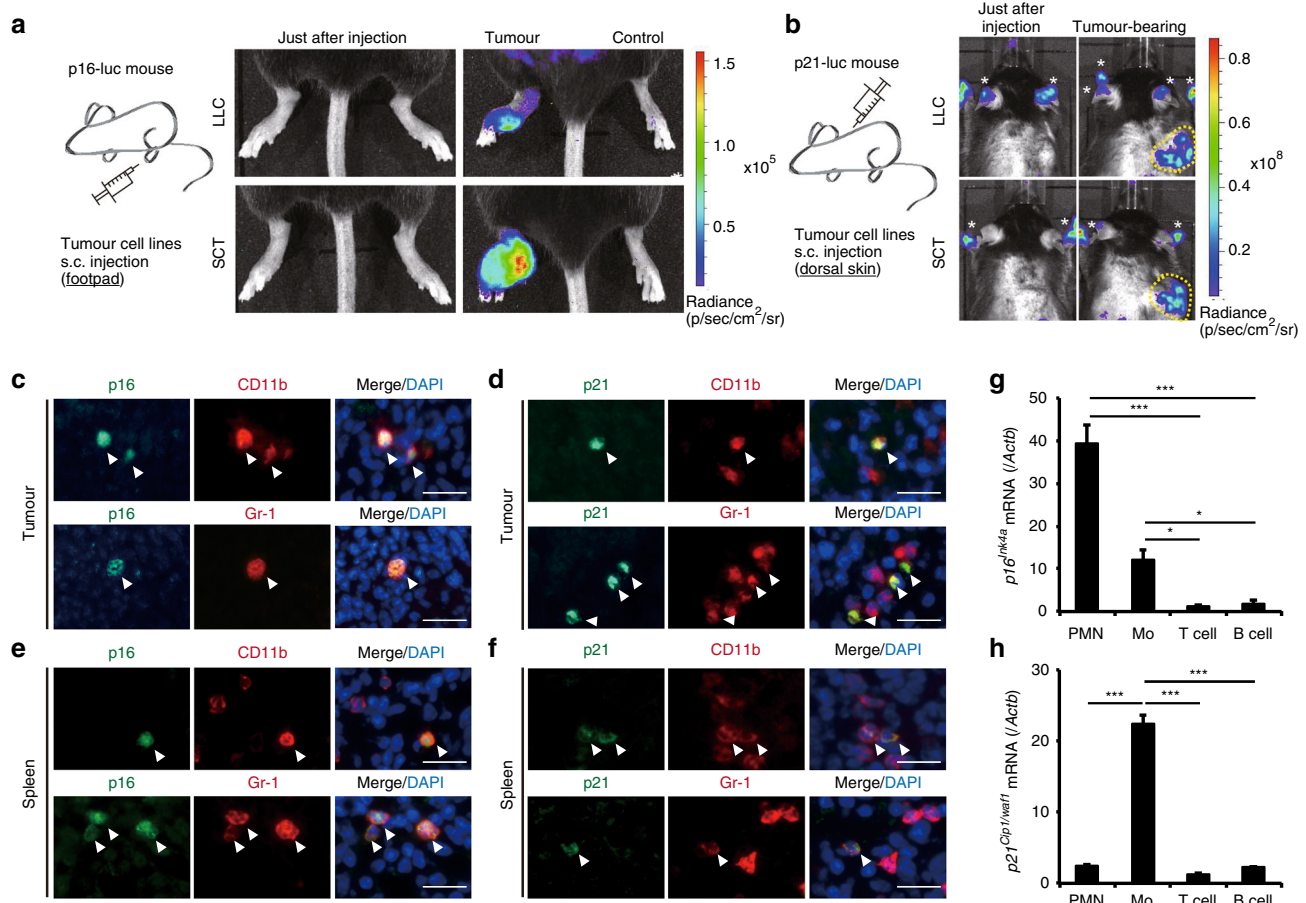 a
p16-luc mouse
Tumour cell lines
s.c. injection
(footpad)
Just after injection
Tumour
Control
LLC
SCT
1.5
1.0
x10^5
0.5
Radiance
(p/sec/cm^2/sr)
b
p21-luc mouse
Tumour cell lines
s.c. injection
(dorsal skin)
Just after
injection
Tumour-bearing
LLC
SCT
* * * * *
* * * *
0.8
0.6
x10^8
0.4
0.2
Radiance
(p/sec/cm^2/sr)
c
p16 CD11b Merge/DAPI
Tumour
p16 Gr-1 Merge/DAPI
d
p21 CD11b Merge/DAPI
Tumour
p21 Gr-1 Merge/DAPI
e
p16 CD11b Merge/DAPI
Spleen
p16 Gr-1 Merge/DAPI
f
p21 CD11b Merge/DAPI
Spleen
p21 Gr-1 Merge/DAPI
g
p16^Ink4a mRNA (/Actb)
50
40
30
20
10
0
***
***
*
*
PMN Mo T cell B cell
h
p21^Cip1/waf1 mRNA (/Actb)
30
20
10
0
***
*** ***
PMN Mo T cell B cell